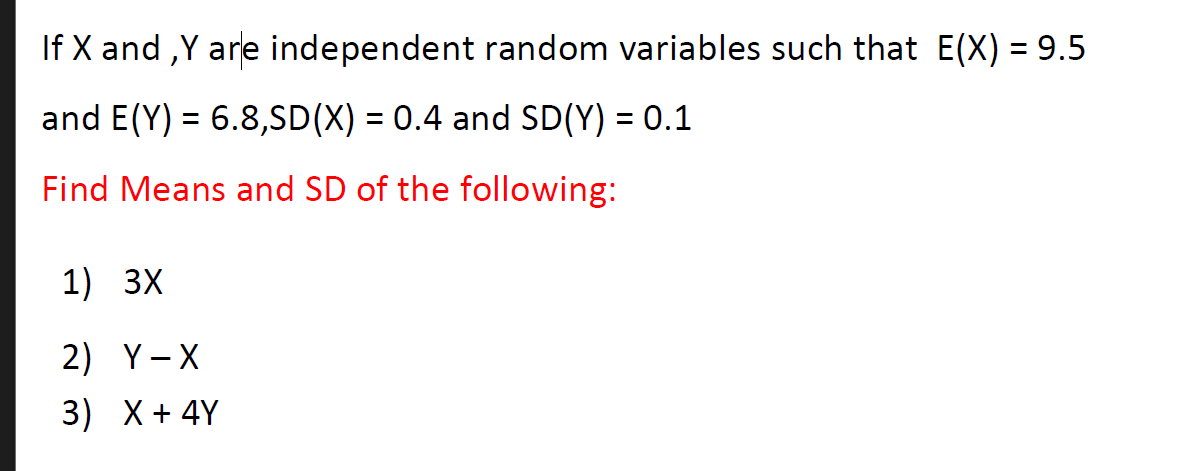 If X and ,Y are independent random variables such that E(X) = 9.5
and E(Y) = 6.8,SD(X) = 0.4 and SD(Y) = 0.1
Find Means and SD of the following:
1) 3X
2) Y – X
3) X + 4Y